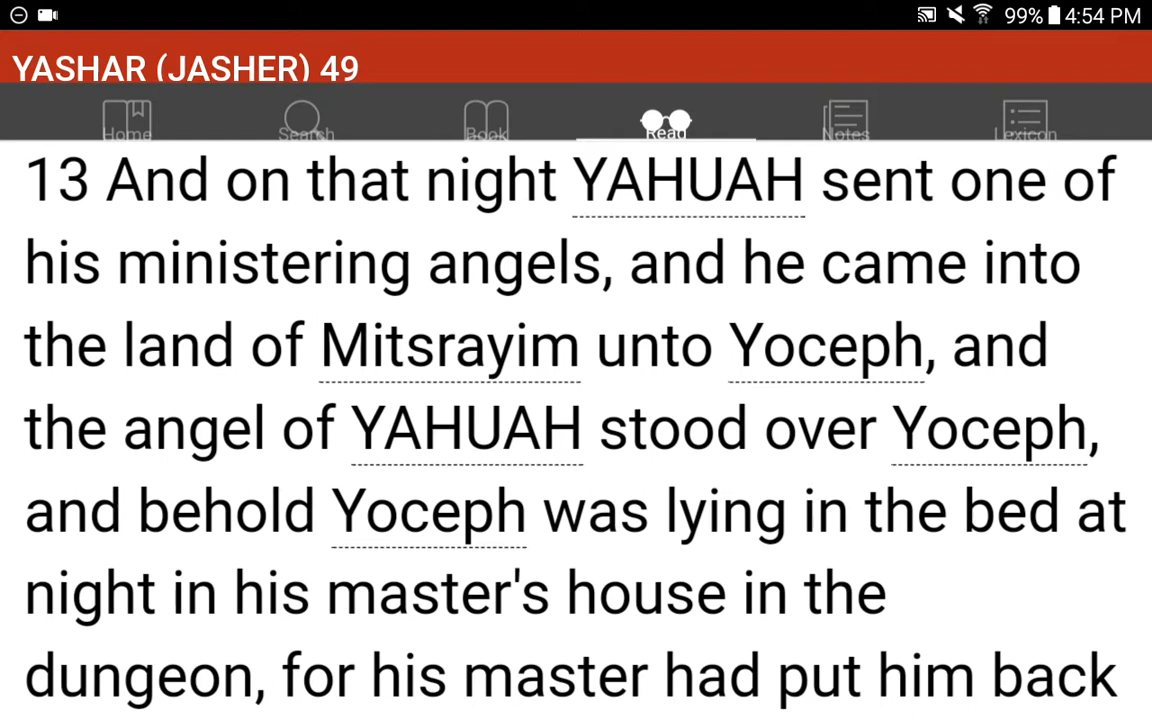 99% 4:54 PM
YASHAR (JASHER) 49
Home Search Book Read Notes Lexicon
13 And on that night YAHUAH sent one of
his ministering angels, and he came into
the land of Mitsrayim unto Yoceph, and
the angel of YAHUAH stood over Yoceph,
and behold Yoceph was lying in the bed at
night in his master's house in the
dungeon, for his master had put him back